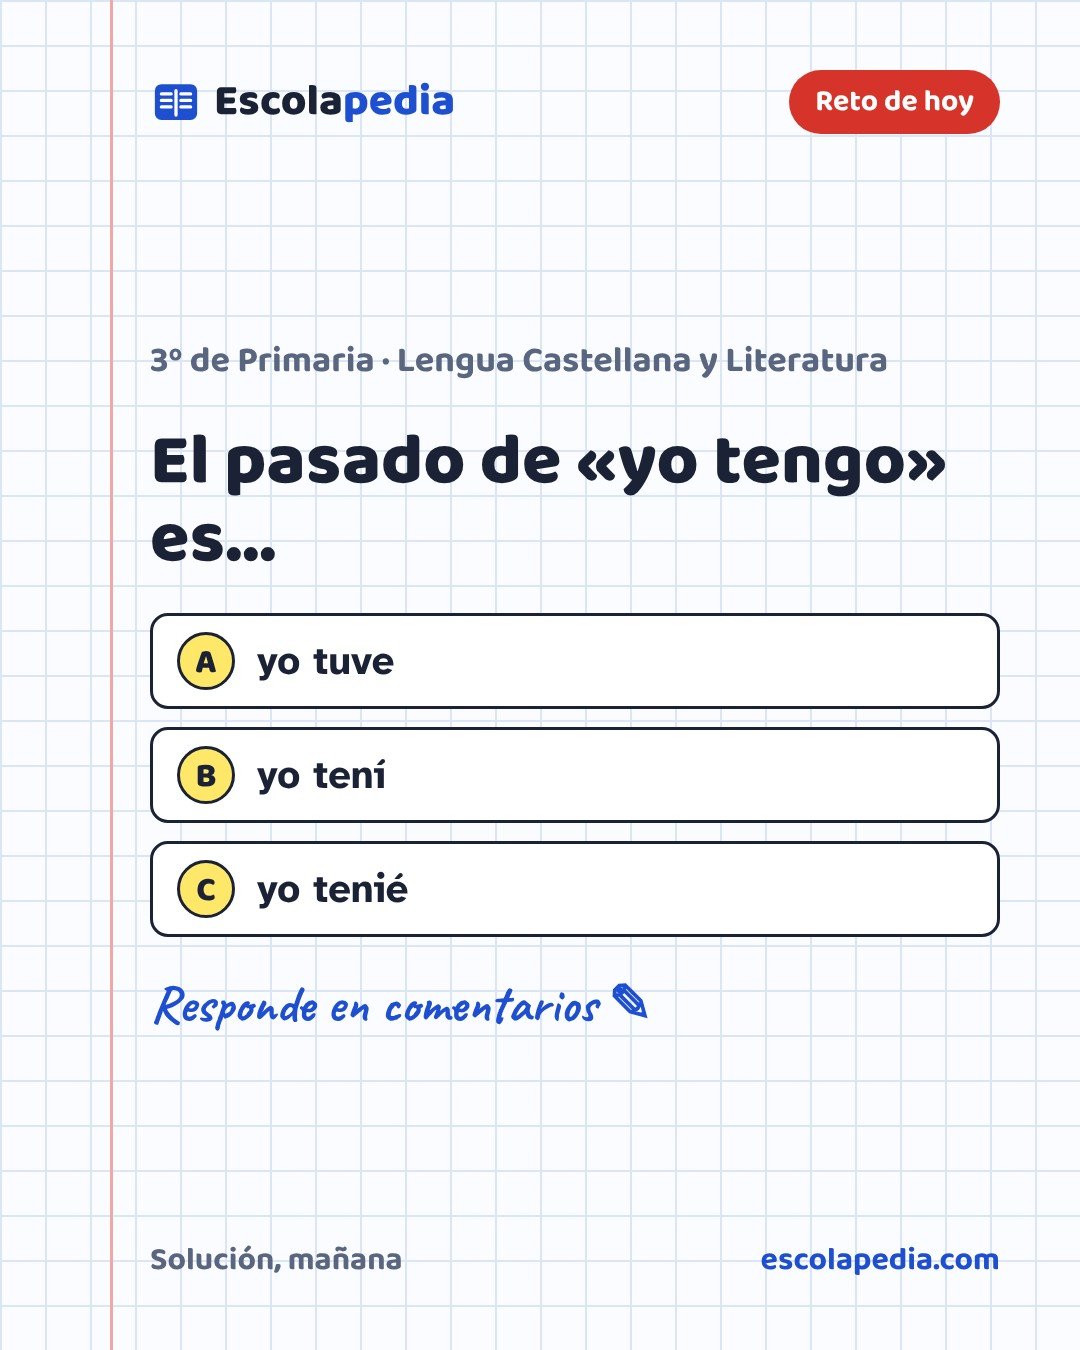 Escolapedia
Reto de hoy
3º de Primaria · Lengua Castellana y Literatura
El pasado de «yo tengo»
es...
A yo tuve
B yo tení
C yo tenié
Responde en comentarios
Solución, mañana
escolapedia.com